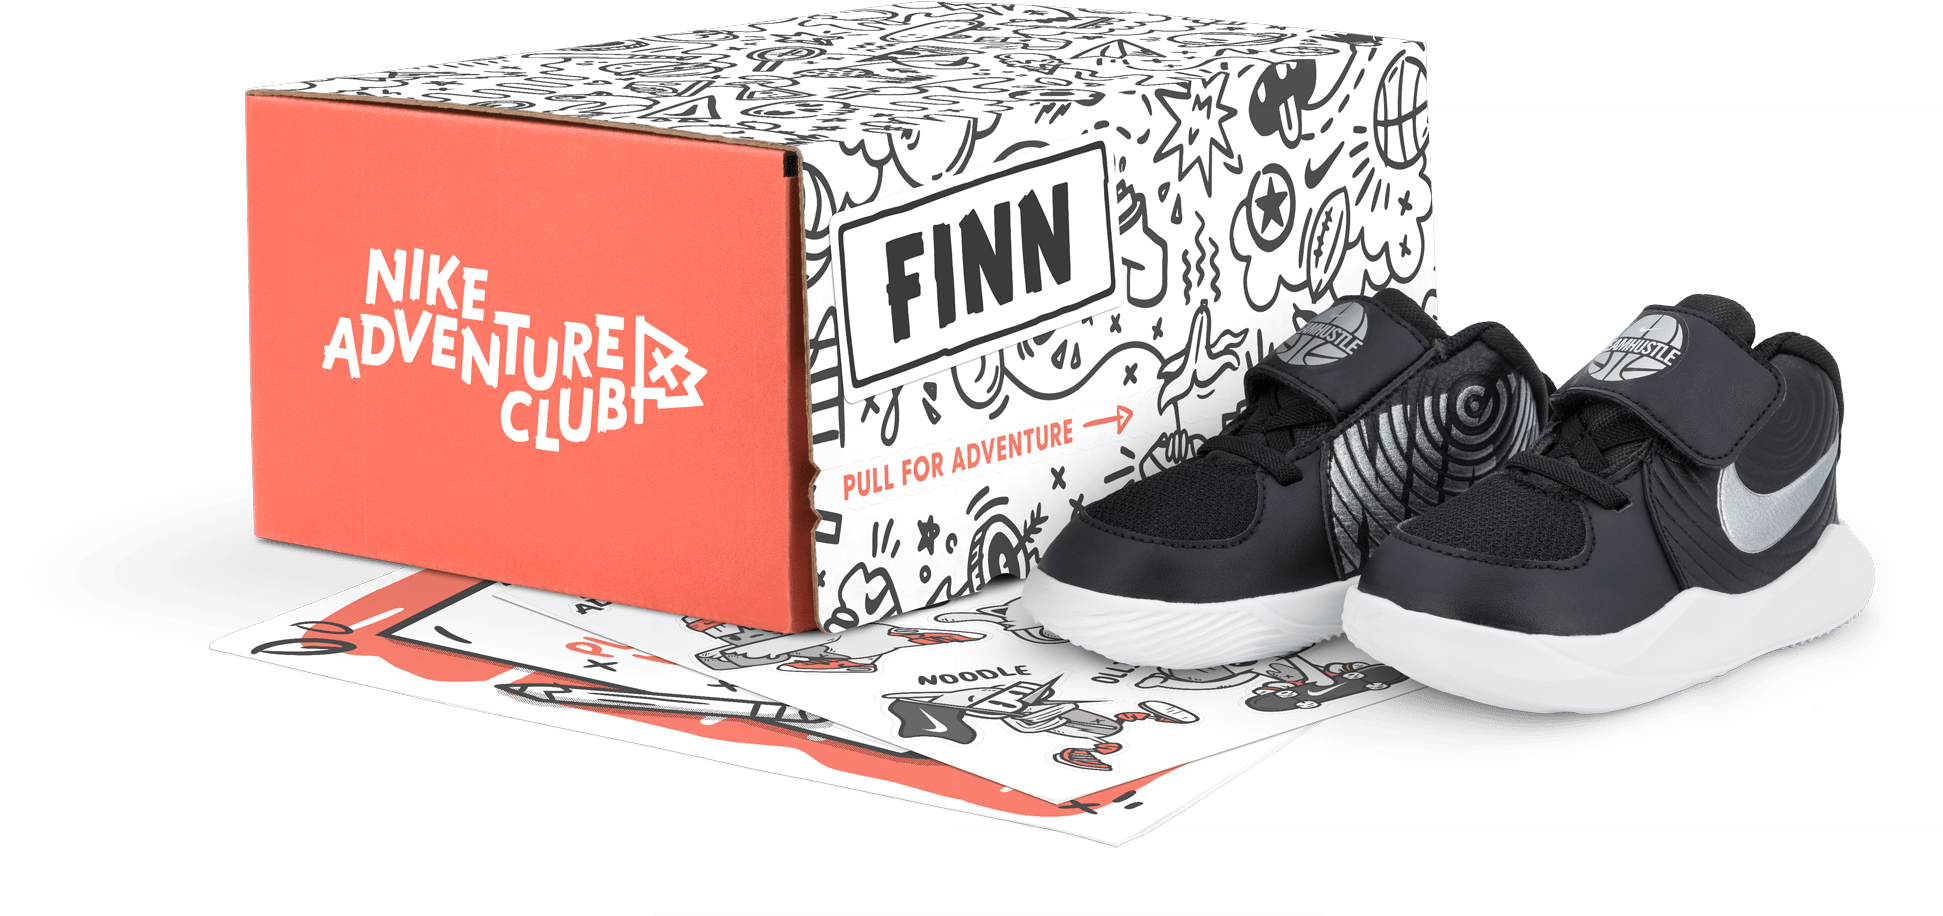 NIKE
ADVENTURE
CLUB
FINN
PULL FOR ADVENTURE
NOODLE